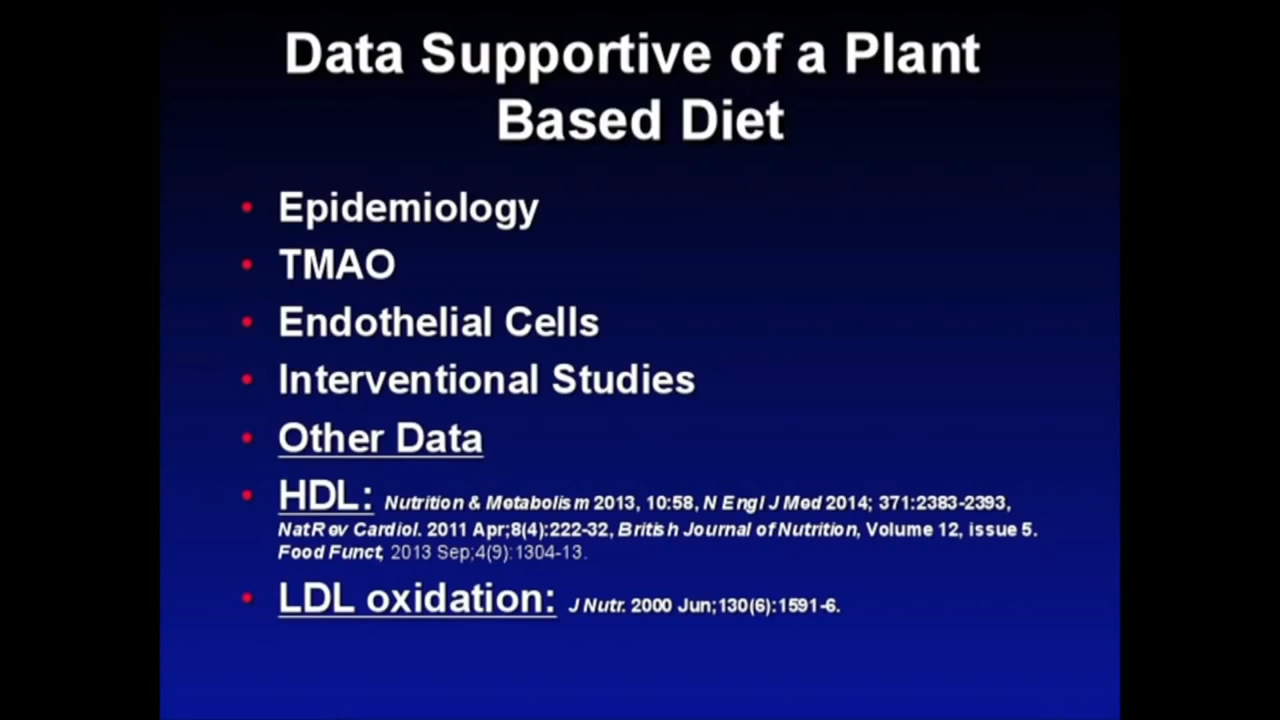 Data Supportive of a Plant
Based Diet
• Epidemiology
• TMAO
• Endothelial Cells
• Interventional Studies
• Other Data
• HDL: Nutrition & Metabolism 2013, 10:58, N Engl J Med 2014; 371:2383-2393,
Nat Rev Cardiol. 2011 Apr;8(4):222-32, British Journal of Nutrition, Volume 12, issue 5.
Food Funct, 2013 Sep;4(9):1304-13.
• LDL oxidation: J Nutr. 2000 Jun;130(6):1591-6.